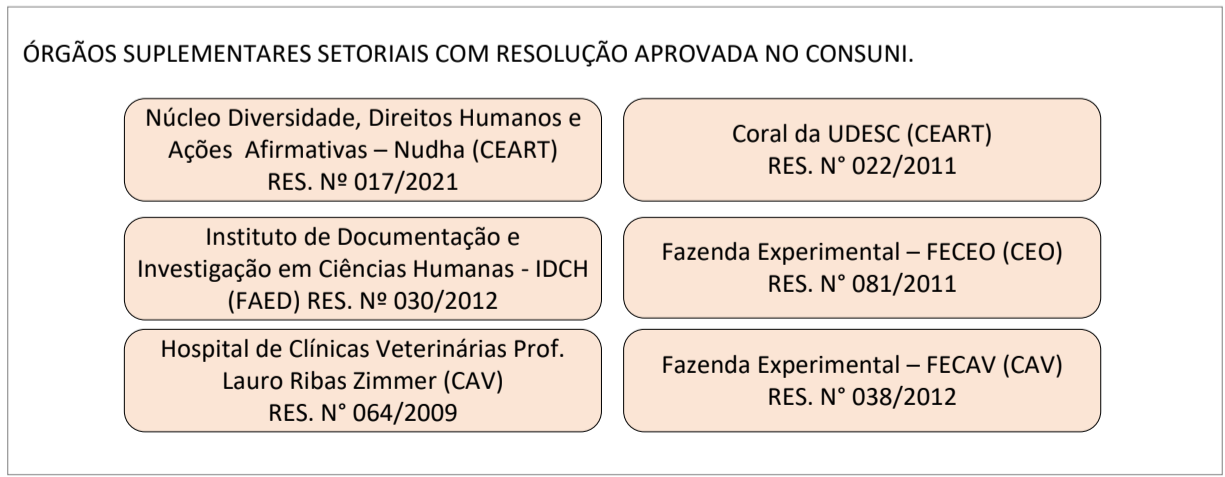 ÓRGÃOS SUPLEMENTARES SETORIAIS COM RESOLUÇÃO APROVADA NO CONSUNI.
Núcleo Diversidade, Direitos Humanos e
Ações Afirmativas – Nudha (CEART)
RES. Nº 017/2021
Coral da UDESC (CEART)
RES. N° 022/2011
Instituto de Documentação e
Investigação em Ciências Humanas - IDCH
(FAED) RES. Nº 030/2012
Fazenda Experimental – FECEO (CEO)
RES. N° 081/2011
Hospital de Clínicas Veterinárias Prof.
Lauro Ribas Zimmer (CAV)
RES. N° 064/2009
Fazenda Experimental – FECAV (CAV)
RES. N° 038/2012